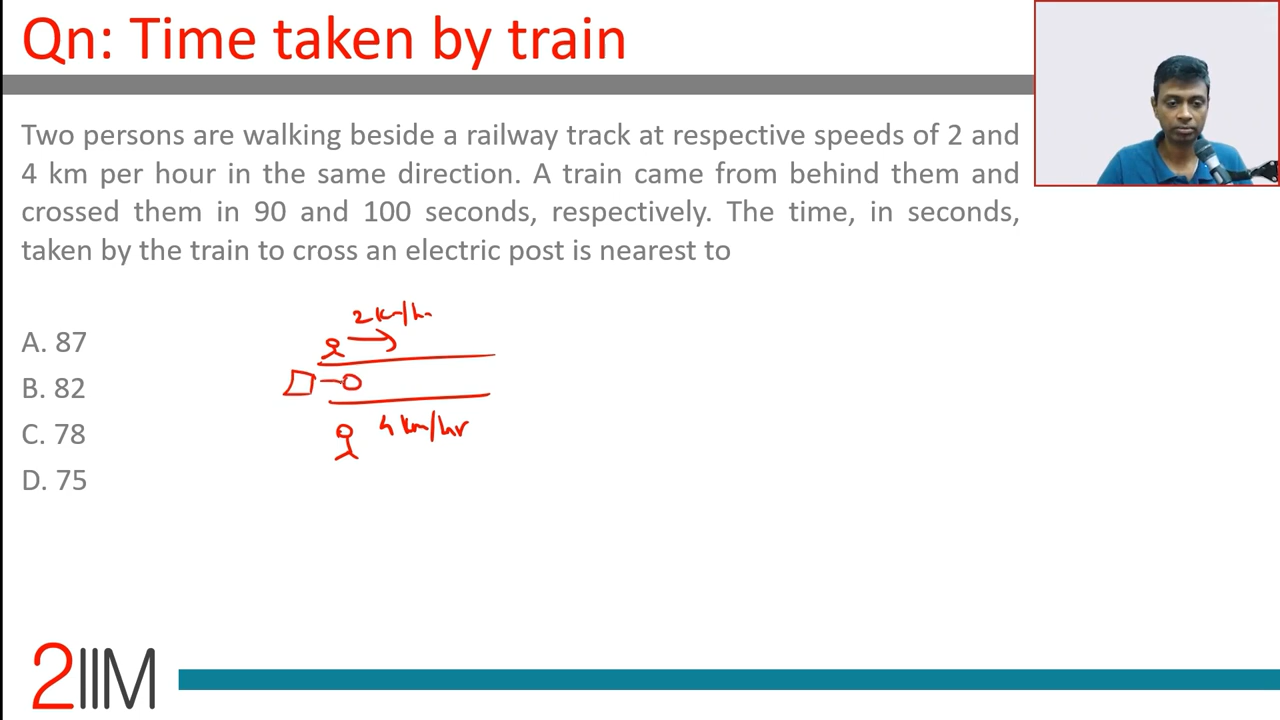 Qn: Time taken by train
Two persons are walking beside a railway track at respective speeds of 2 and
4 km per hour in the same direction. A train came from behind them and
crossed them in 90 and 100 seconds, respectively. The time, in seconds,
taken by the train to cross an electric post is nearest to
2 km/hr
A. 87
B. 82
4 km/hr
C. 78
D. 75
2IIM